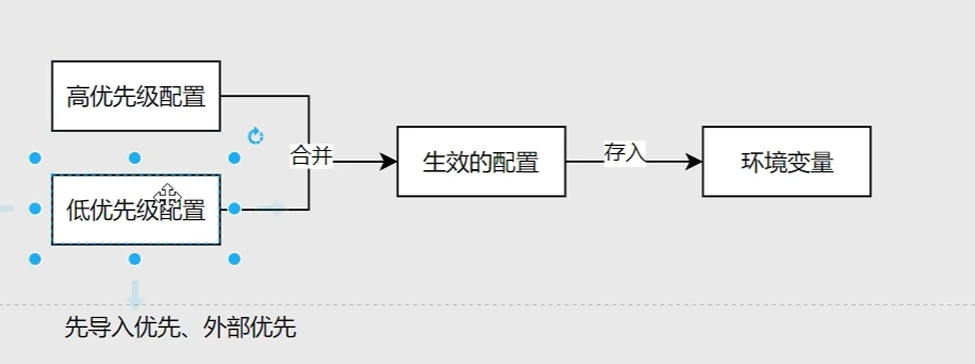 高优先级配置
低优先级配置
合并
生效的配置
存入
环境变量
先导入优先、外部优先